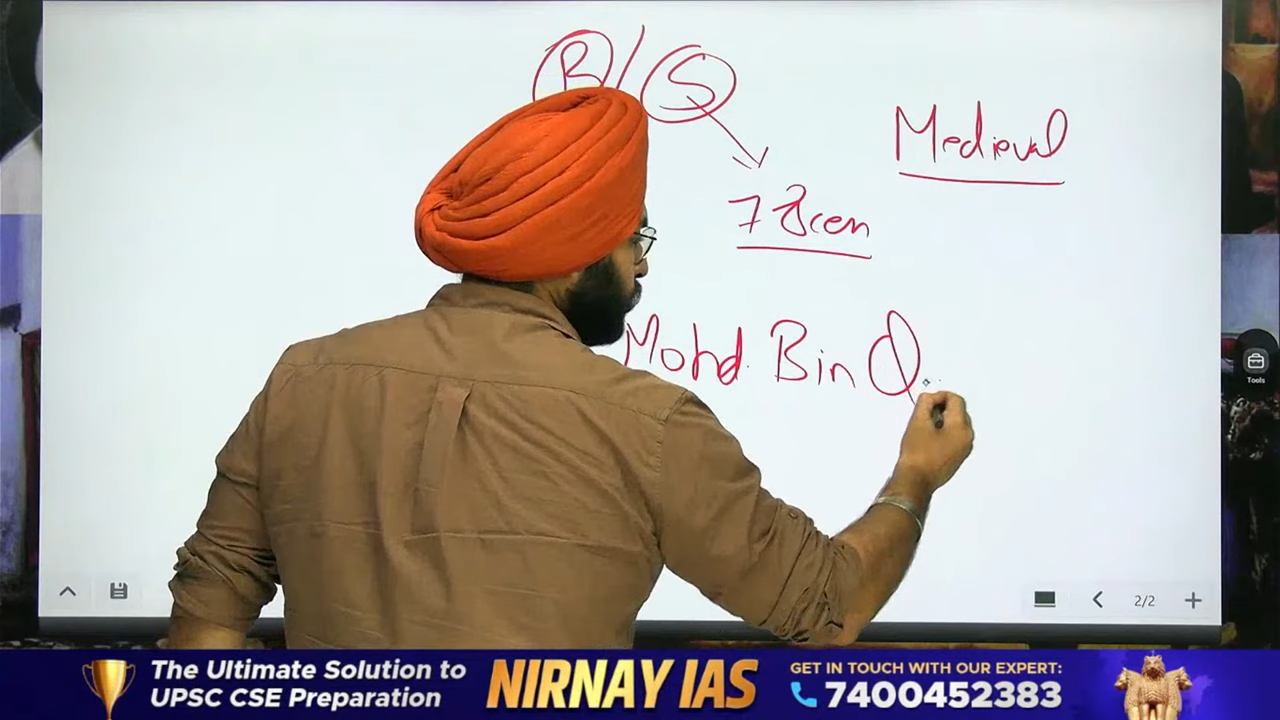 B/S
Medieval
7
Mohd. Bin Q
Tools
2/2
The Ultimate Solution to
UPSC CSE Preparation
NIRNAY IAS
GET IN TOUCH WITH OUR EXPERT:
7400452383